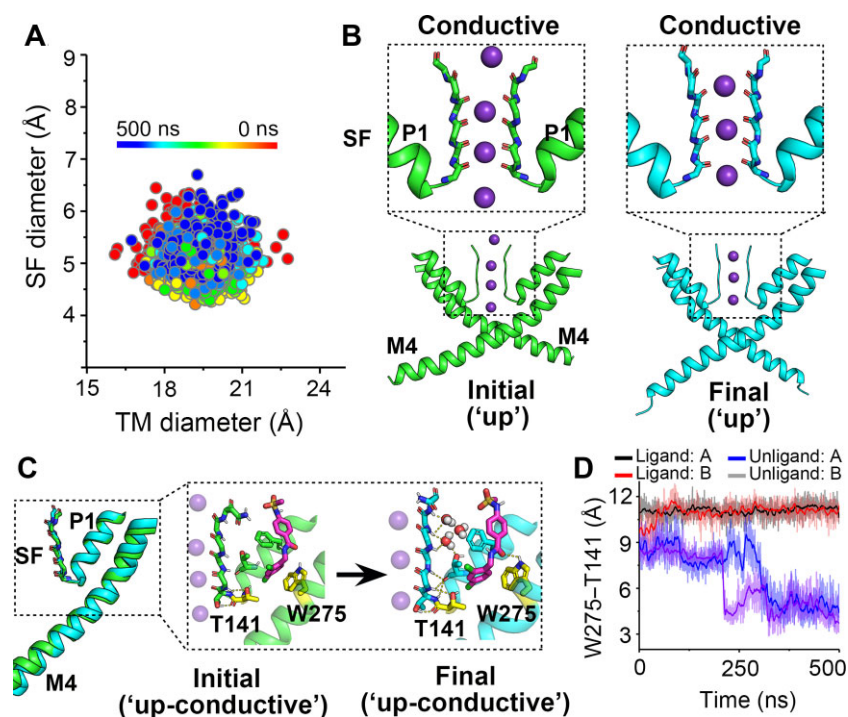 A
SF diameter (Å)
9
8
7
6
5
4
3
500 ns
0 ns
15
18
21
24
TM diameter (Å)
B
Conductive
Conductive
SF
P1
P1
M4
M4
Initial
('up')
Final
('up')
C
SF
P1
M4
T141
W275
T141
W275
Initial
('up-conductive')
Final
('up-conductive')
D
Ligand: A
Unligand: A
Ligand: B
Unligand: B
W275–T141 (Å)
12
9
6
3
0
250
500
Time (ns)